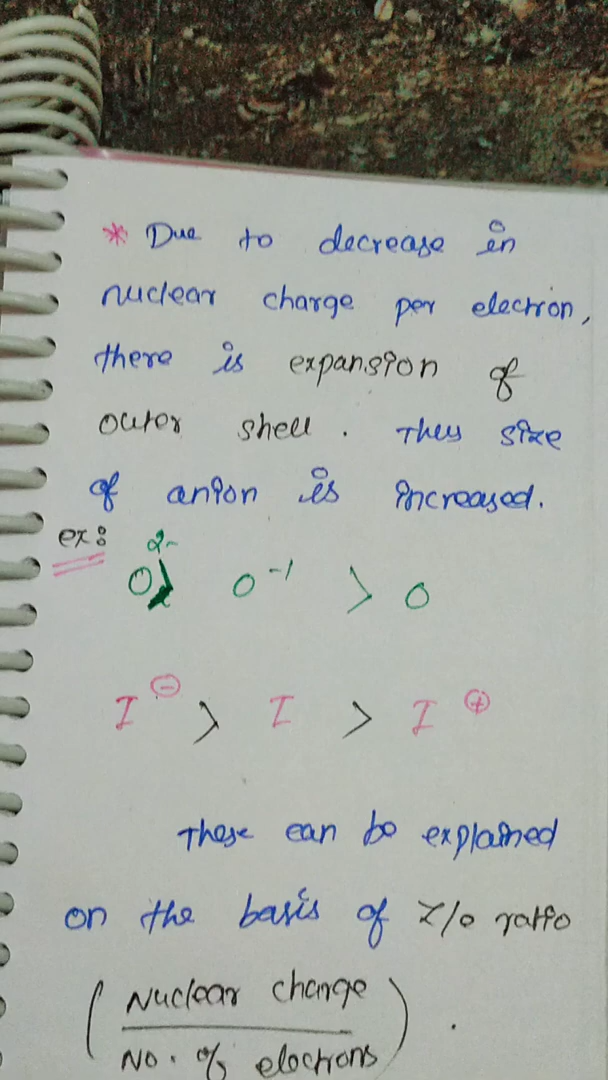 * Due to decrease in
nuclear charge per electron,
there is expansion of
outer shell. Thus size
of anion is increased.
ex: O²⁻ > O⁻¹ > O
I⊖ > I > I⊕
These can be explained
on the basis of Z/e ratio
(Nuclear charge
No. of electrons).